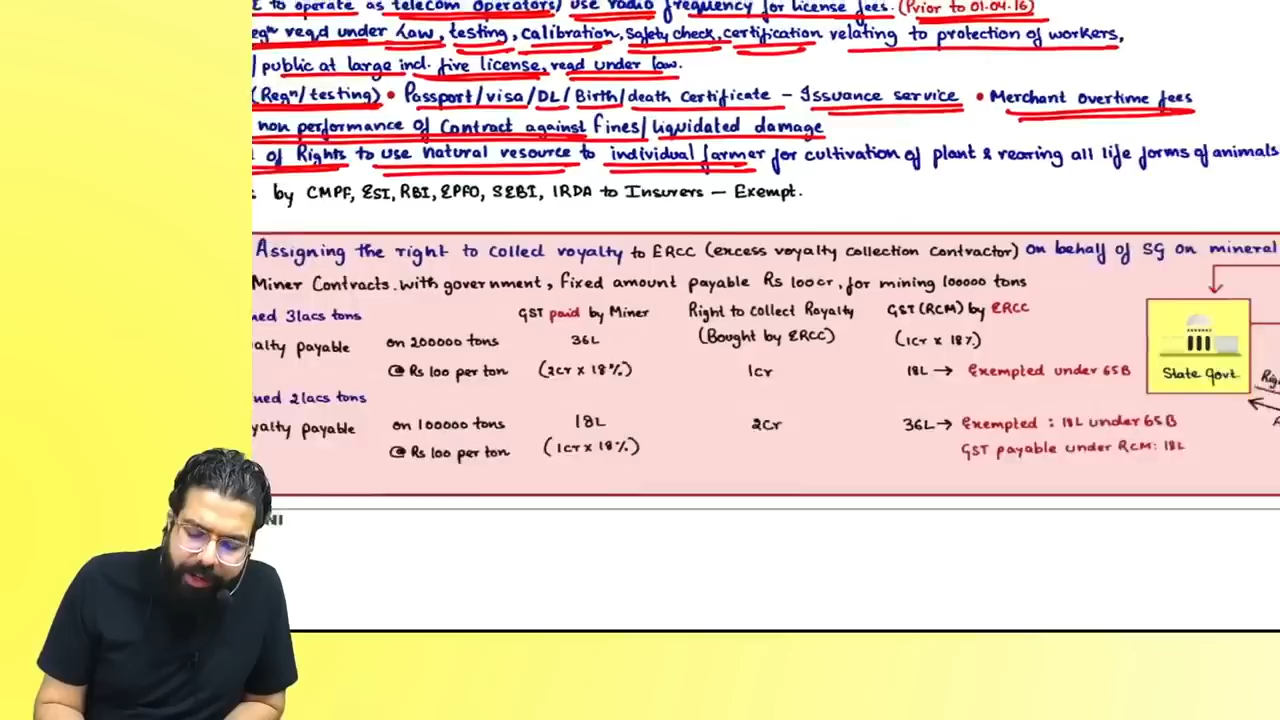 E to operate as telecom operators) use radio frequency for license fees. (Prior to 01.04.16)
egn req,d under Law, testing, calibration, safety check, certification relating to protection of workers,
/ public at large incl. fire license, reqd under law.
(Regn/testing) • Passport/visa/DL/Birth/death Certificate – Issuance service • Merchant overtime fees
non performance of Contract against fines/liquidated damage
of Rights to use natural resource to individual farmer for cultivation of plant & rearing all life forms of animals
s by CMPF, ESI, RBI, EPFO, SEBI, IRDA to Insurers – Exempt.
Assigning the right to collect royalty to ERCC (excess royalty collection contractor) on behalf of SG on mineral
Miner Contracts. with government, fixed amount payable Rs 100cr, for mining 100000 tons
ned 3lacs tons
GST paid by Miner
Right to collect Royalty
GST (RCM) by ERCC
alty payable
on 200000 tons
36L
(Bought by ERCC)
(1cr x 18%)
@ Rs 100 per ton
(2cr x 18%)
1cr
18L → Exempted under 65B
State Govt.
ned 2lacs tons
yalty payable
on 100000 tons
18L
2Cr
36L → Exempted : 18L under 65B
@ Rs 100 per ton
(1cr x 18%)
GST payable under RCM: 18L
NI